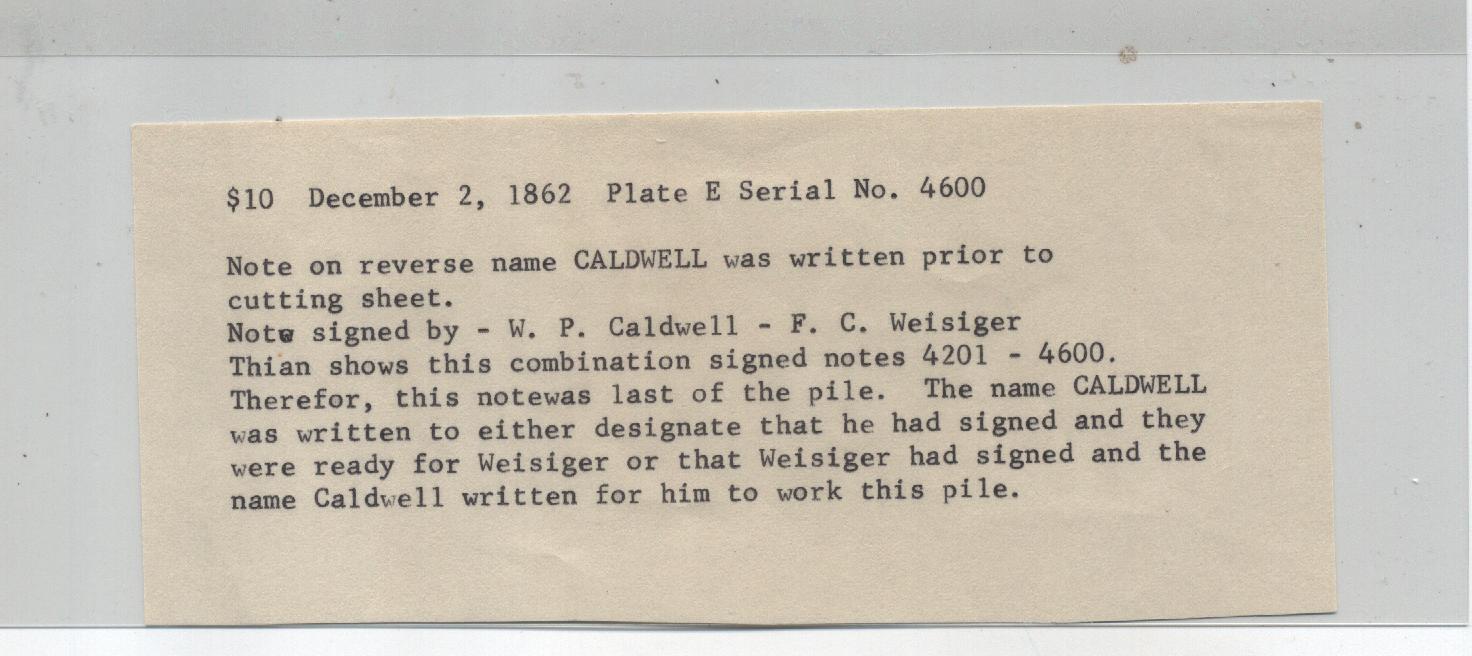 $10 December 2, 1862 Plate E Serial No. 4600
Note on reverse name CALDWELL was written prior to
cutting sheet.
Note signed by - W. P. Caldwell - F. C. Weisiger
Thian shows this combination signed notes 4201 - 4600.
Therefor, this notewas last of the pile. The name CALDWELL
was written to either designate that he had signed and they
were ready for Weisiger or that Weisiger had signed and the
name Caldwell written for him to work this pile.